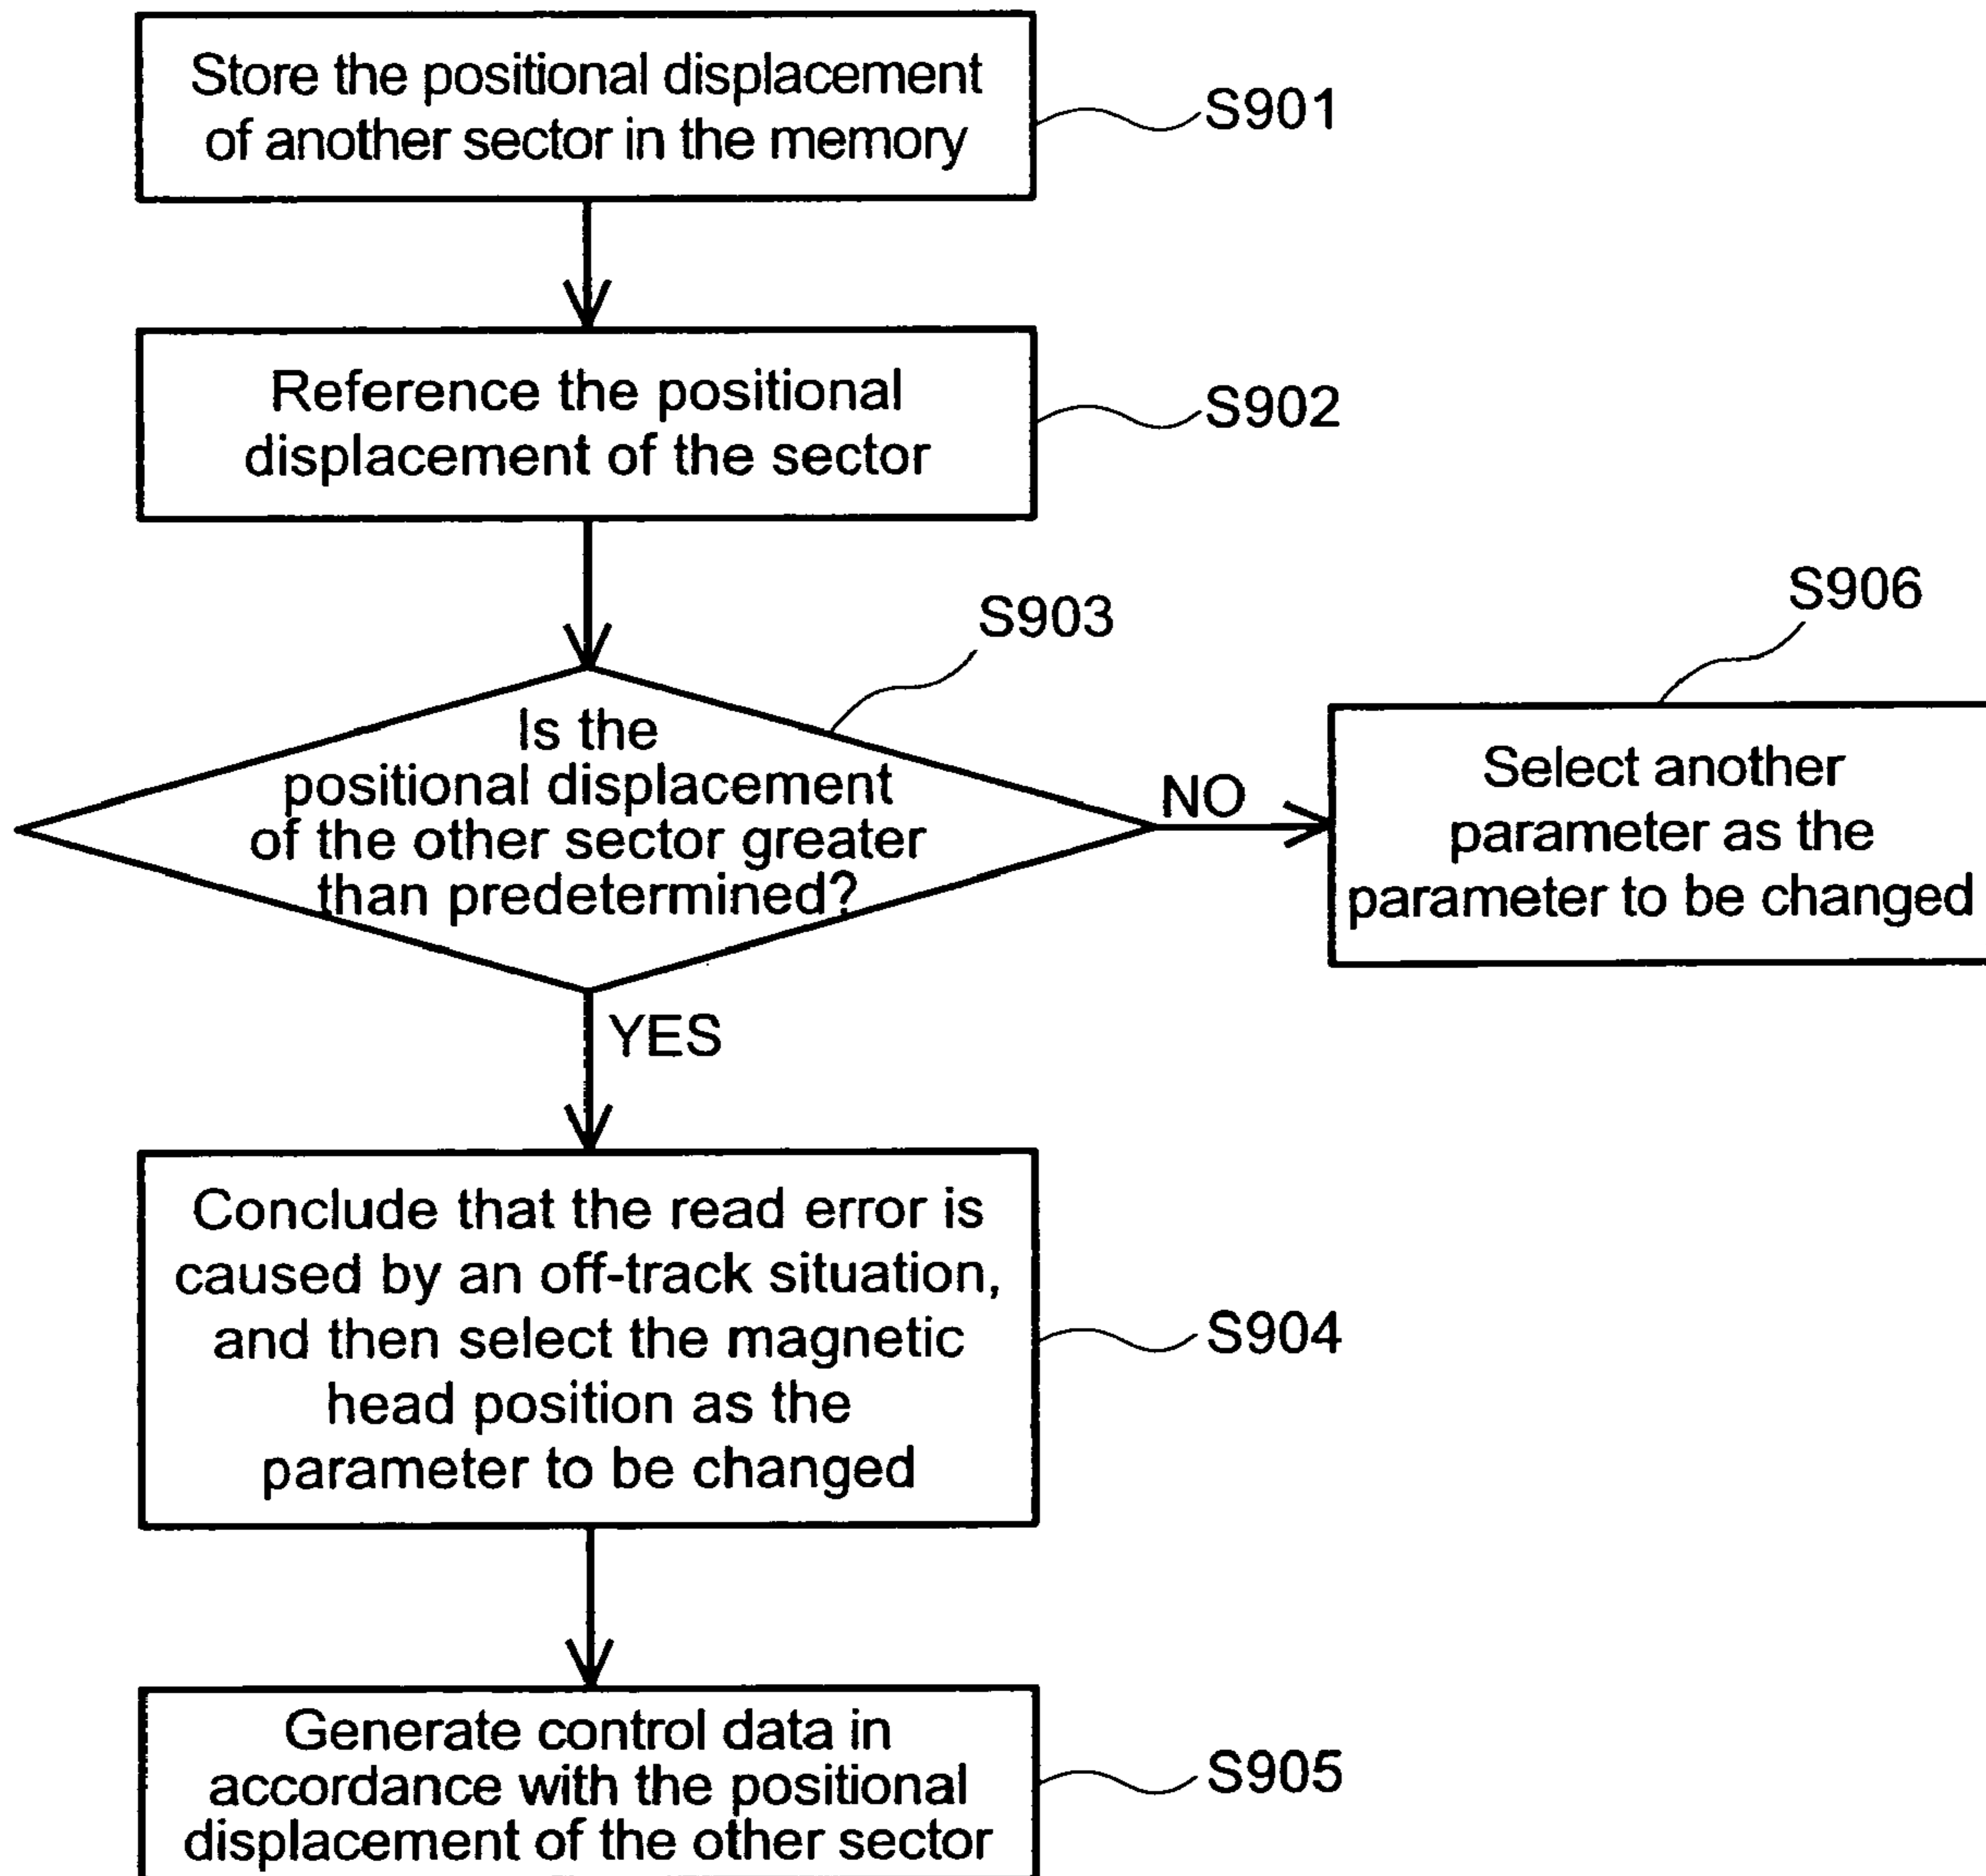 Store the positional displacement
of another sector in the memory
S901
Reference the positional
displacement of the sector
S902
S903
Is the
positional displacement
of the other sector greater
than predetermined?
NO
S906
Select another
parameter as the
parameter to be changed
YES
Conclude that the read error is
caused by an off-track situation,
and then select the magnetic
head position as the
parameter to be changed
S904
Generate control data in
accordance with the positional
displacement of the other sector
S905